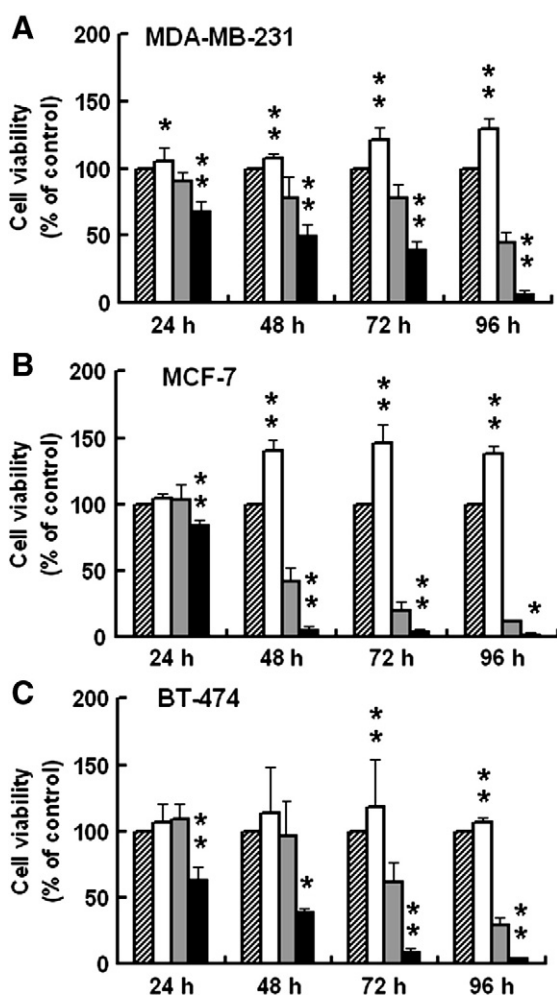 A
MDA-MB-231
Cell viability
(% of control)
200
150
100
50
0
*
**
**
**
**
**
**
**
24 h
48 h
72 h
96 h
B
MCF-7
Cell viability
(% of control)
200
150
100
50
0
**
**
**
**
**
**
*
24 h
48 h
72 h
96 h
C
BT-474
Cell viability
(% of control)
200
150
100
50
0
**
*
**
**
**
**
24 h
48 h
72 h
96 h